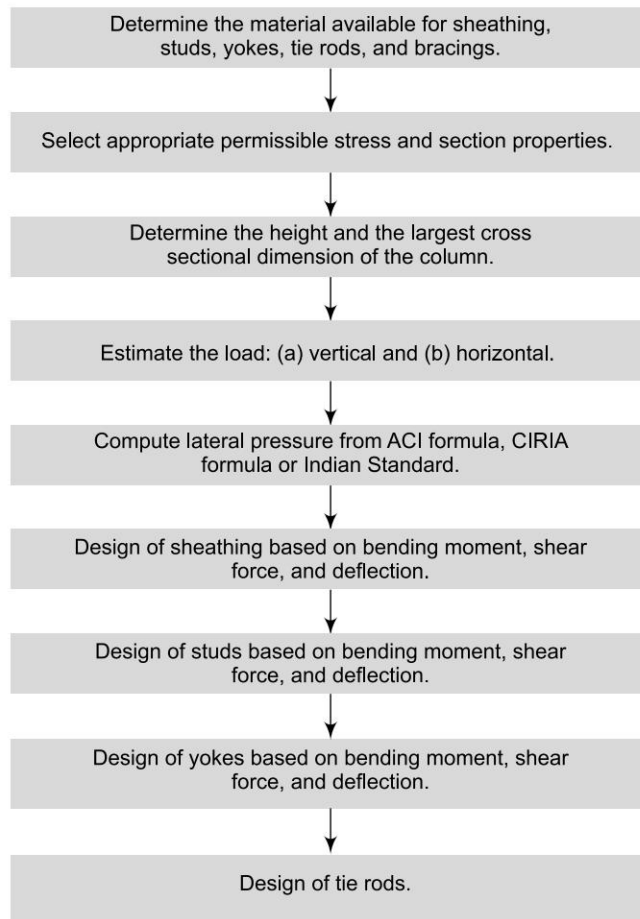 Determine the material available for sheathing,
studs, yokes, tie rods, and bracings.
Select appropriate permissible stress and section properties.
Determine the height and the largest cross
sectional dimension of the column.
Estimate the load: (a) vertical and (b) horizontal.
Compute lateral pressure from ACI formula, CIRIA
formula or Indian Standard.
Design of sheathing based on bending moment, shear
force, and deflection.
Design of studs based on bending moment, shear
force, and deflection.
Design of yokes based on bending moment, shear
force, and deflection.
Design of tie rods.